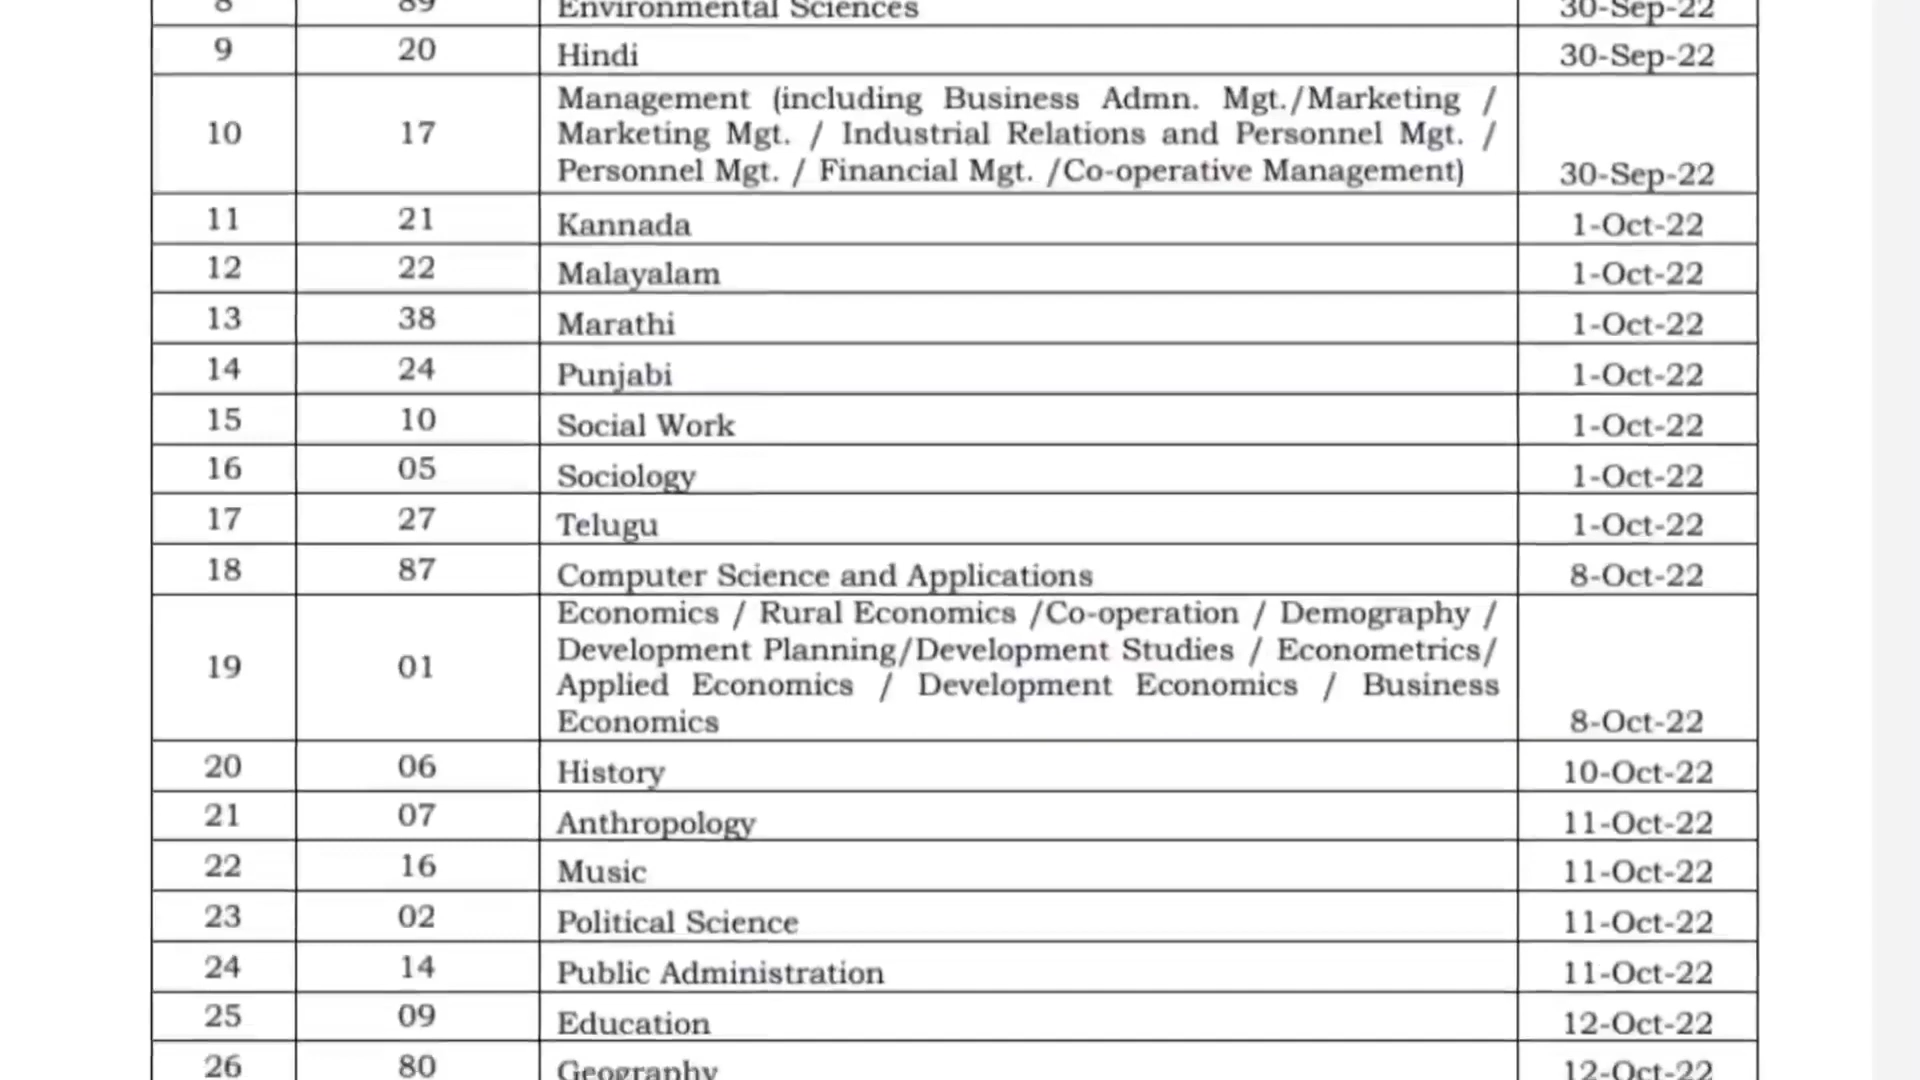 8 89 Environmental Sciences 30-Sep-22
9 20 Hindi 30-Sep-22
Management (including Business Admn. Mgt./Marketing /
10 17 Marketing Mgt. / Industrial Relations and Personnel Mgt. /
Personnel Mgt. / Financial Mgt. /Co-operative Management) 30-Sep-22
11 21 Kannada 1-Oct-22
12 22 Malayalam 1-Oct-22
13 38 Marathi 1-Oct-22
14 24 Punjabi 1-Oct-22
15 10 Social Work 1-Oct-22
16 05 Sociology 1-Oct-22
17 27 Telugu 1-Oct-22
18 87 Computer Science and Applications 8-Oct-22
Economics / Rural Economics /Co-operation / Demography /
Development Planning/Development Studies / Econometrics/
19 01 Applied Economics / Development Economics / Business
Economics 8-Oct-22
20 06 History 10-Oct-22
21 07 Anthropology 11-Oct-22
22 16 Music 11-Oct-22
23 02 Political Science 11-Oct-22
24 14 Public Administration 11-Oct-22
25 09 Education 12-Oct-22
26 80 Geography 12-Oct-22